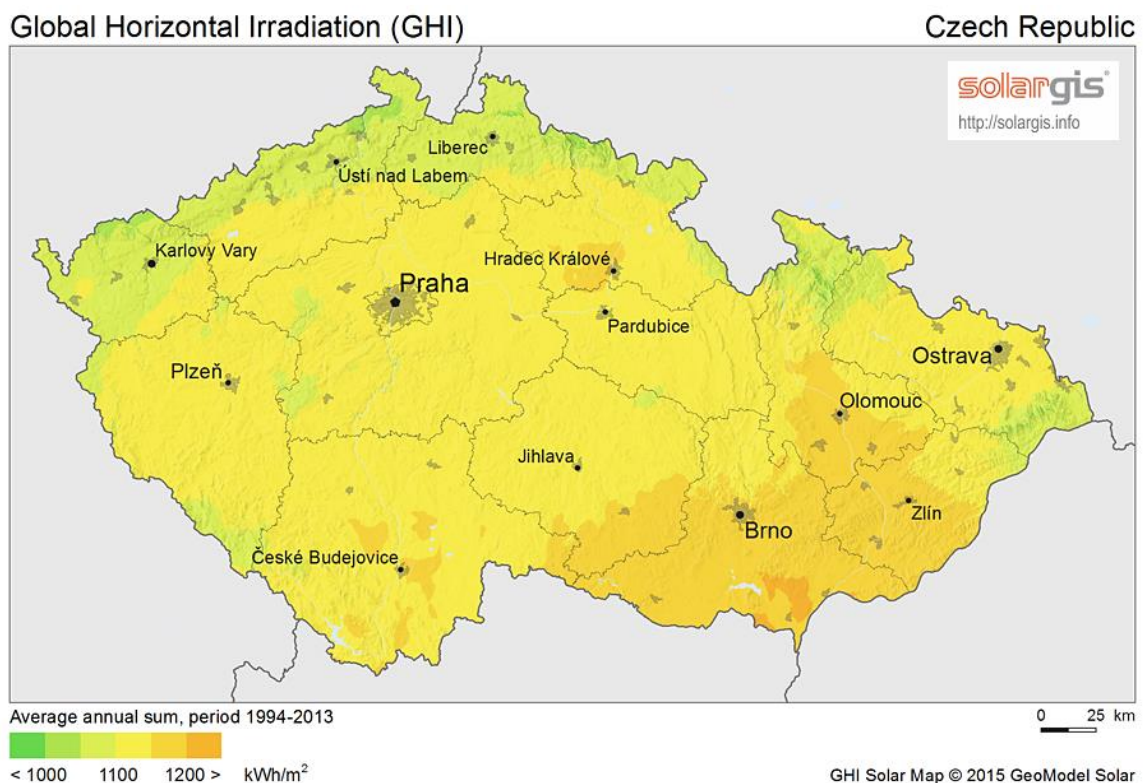 Global Horizontal Irradiation (GHI)
Czech Republic
solargis
http://solargis.info
Liberec
Ústí nad Labem
Karlovy Vary
Hradec Králové
Praha
Pardubice
Ostrava
Plzeň
Olomouc
Jihlava
Zlín
Brno
České Budejovice
Average annual sum, period 1994-2013
0 25 km
< 1000 1100 1200 > kWh/m²
GHI Solar Map © 2015 GeoModel Solar